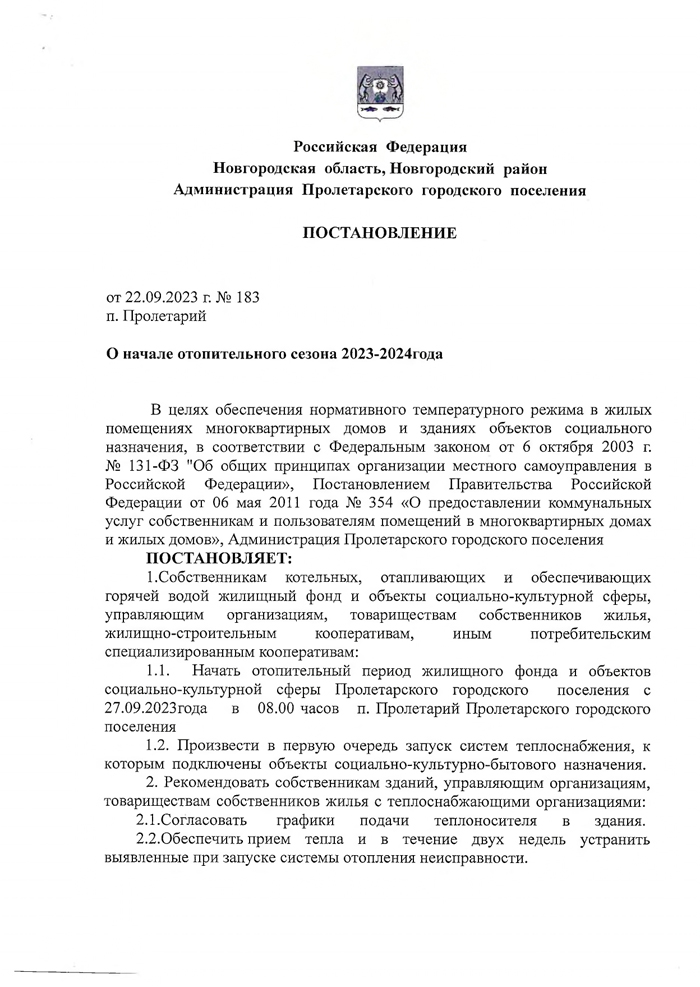 Российская Федерация
Новгородская область, Новгородский район
Администрация Пролетарского городского поселения
ПОСТАНОВЛЕНИЕ
от 22.09.2023 г. № 183
п. Пролетарий
О начале отопительного сезона 2023-2024года
В целях обеспечения нормативного температурного режима в жилых
помещениях многоквартирных домов и зданиях объектов социального
назначения, в соответствии с Федеральным законом от 6 октября 2003 г.
№ 131-ФЗ "Об общих принципах организации местного самоуправления в
Российской Федерации», Постановлением Правительства Российской
Федерации от 06 мая 2011 года № 354 «О предоставлении коммунальных
услуг собственникам и пользователям помещений в многоквартирных домах
и жилых домов», Администрация Пролетарского городского поселения
ПОСТАНОВЛЯЕТ:
1.Собственникам котельных, отапливающих и обеспечивающих
горячей водой жилищный фонд и объекты социально-культурной сферы,
управляющим организациям, товариществам собственников жилья,
жилищно-строительным кооперативам, иным потребительским
специализированным кооперативам:
1.1. Начать отопительный период жилищного фонда и объектов
социально-культурной сферы Пролетарского городского поселения с
27.09.2023года в 08.00 часов п. Пролетарий Пролетарского городского
поселения
1.2. Произвести в первую очередь запуск систем теплоснабжения, к
которым подключены объекты социально-культурно-бытового назначения.
2. Рекомендовать собственникам зданий, управляющим организациям,
товариществам собственников жилья с теплоснабжающими организациями:
2.1.Согласовать графики подачи теплоносителя в здания.
2.2.Обеспечить прием тепла и в течение двух недель устранить
выявленные при запуске системы отопления неисправности.